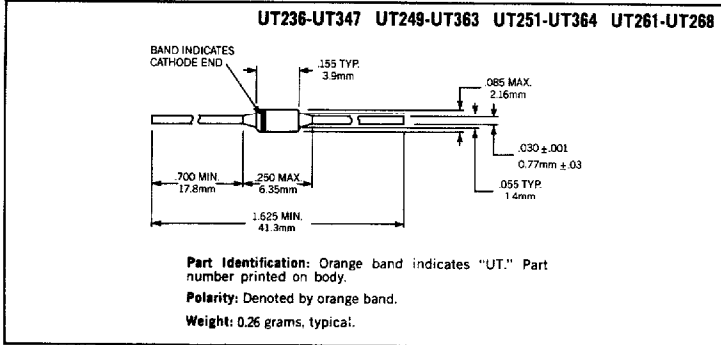 UT236-UT347 UT249-UT363 UT251-UT364 UT261-UT268
BAND INDICATES
CATHODE END
.155 TYP.
3.9mm
.085 MAX.
2.16mm
.030 ± .001
0.77mm ± .03
.055 TYP.
1.4mm
.700 MIN.
17.8mm
.250 MAX.
6.35mm
1.625 MIN.
41.3mm
Part Identification: Orange band indicates "UT." Part
number printed on body.
Polarity: Denoted by orange band.
Weight: 0.26 grams, typical.